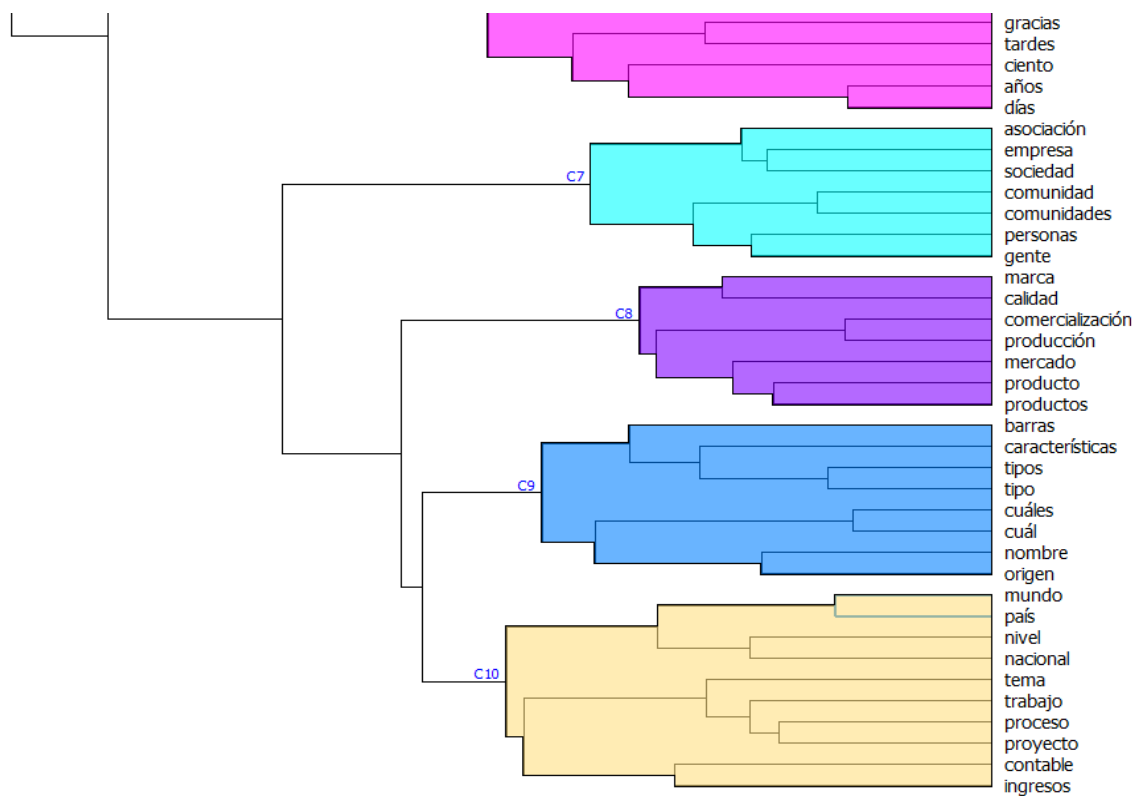 gracias
tardes
ciento
años
días
asociación
empresa
sociedad
C7
comunidad
comunidades
personas
gente
marca
calidad
C8
comercialización
producción
mercado
producto
productos
barras
características
tipos
C9
tipo
cuáles
cuál
nombre
origen
mundo
país
nivel
nacional
C10
tema
trabajo
proceso
proyecto
contable
ingresos